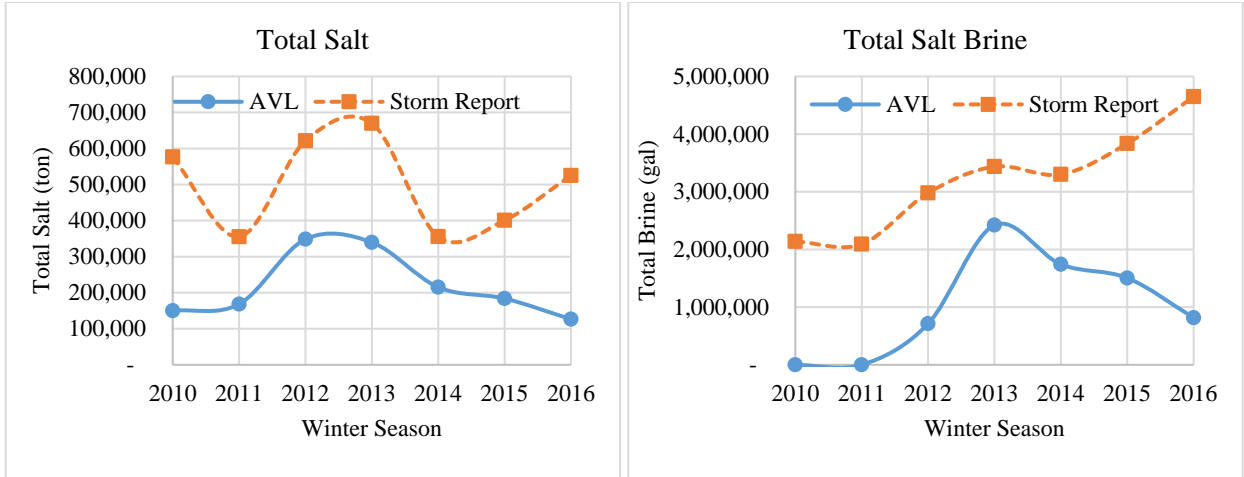 Total Salt
800,000
700,000
600,000
500,000
400,000
300,000
200,000
100,000
-
Total Salt (ton)
AVL
Storm Report
2010 2011 2012 2013 2014 2015 2016
Winter Season
Total Salt Brine
5,000,000
4,000,000
3,000,000
2,000,000
1,000,000
-
Total Brine (gal)
AVL
Storm Report
2010 2011 2012 2013 2014 2015 2016
Winter Season